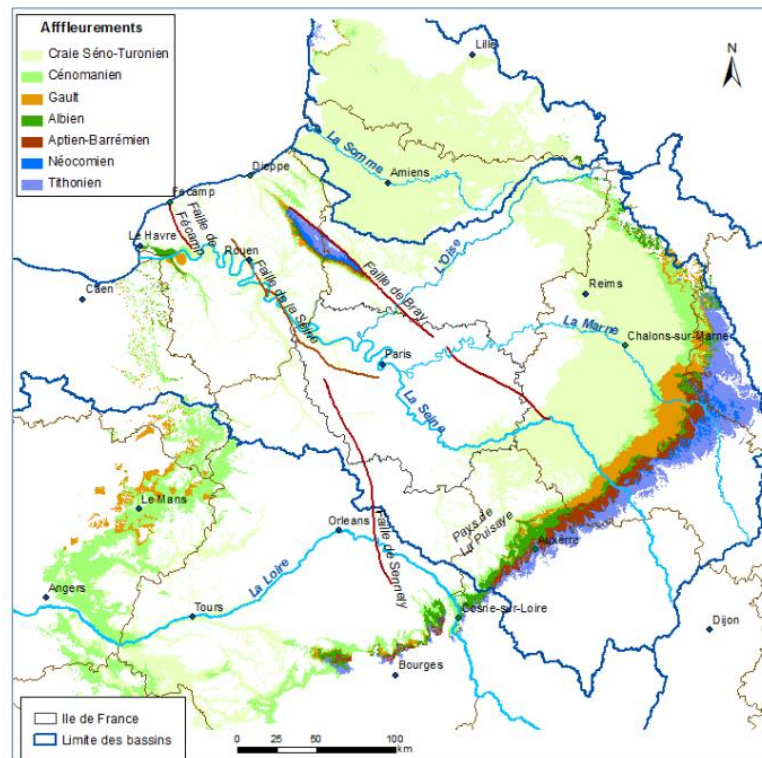 Affffleurements
Craie Séno-Turonien
Cénomanien
Gault
Albien
Aptien-Barrémien
Néocomien
Tithonien
N
Lille
La Somme
Dieppe
Amiens
Fécamp
Faille de
Fécamp
Le Havre
Rouen
L'Oise
Faille de la Seine
Faille de Bray
Reims
Caen
La Marne
Chalons-sur-Marne
Paris
La Seine
Le Mans
Pays de
La Puisaye
Orleans
Auxerre
Faille de Sennely
La Loire
Angers
Tours
Cosne-sur-Loire
Dijon
Bourges
Ile de France
Limite des bassins
0 25 50 100
km